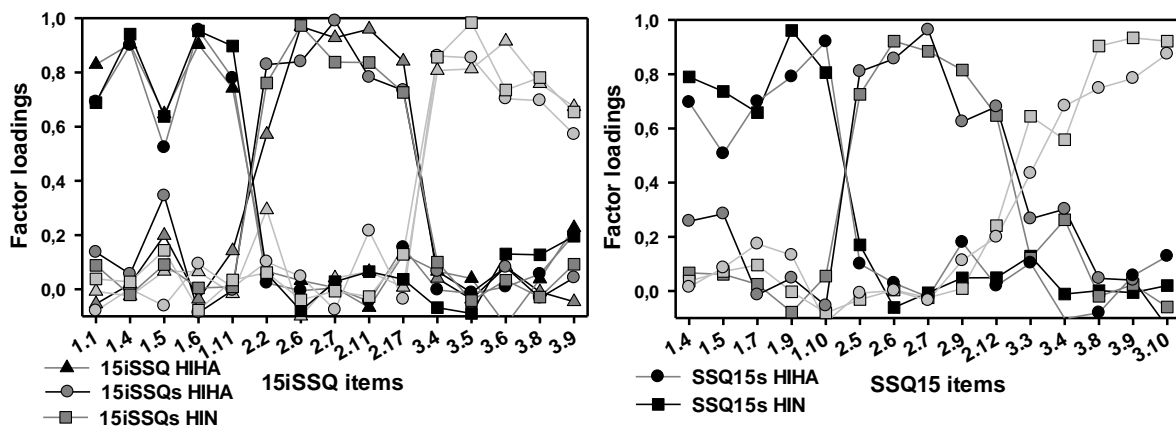 Factor loadings
1,0
0,8
0,6
0,4
0,2
0,0
1.1 1.4 1.5 1.6 1.11 2.2 2.6 2.7 2.11 2.17 3.4 3.5 3.6 3.8 3.9
15iSSQ items
15iSSQ HIHA
15iSSQs HIHA
15iSSQs HIN
Factor loadings
1,0
0,8
0,6
0,4
0,2
0,0
1.4 1.5 1.7 1.9 1.10 2.5 2.6 2.7 2.9 2.12 3.3 3.4 3.8 3.9 3.10
SSQ15 items
SSQ15s HIHA
SSQ15s HIN